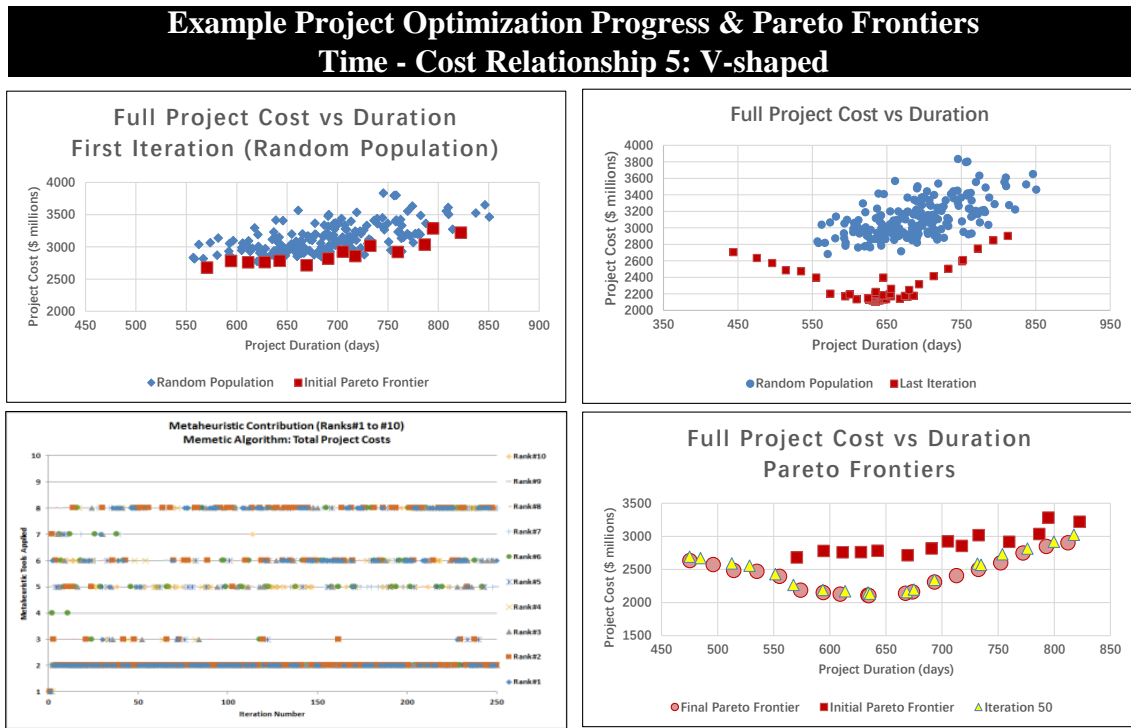 Example Project Optimization Progress & Pareto Frontiers
Time - Cost Relationship 5: V-shaped
Full Project Cost vs Duration
First Iteration (Random Population)
Project Cost ($ millions)
4000
3500
3000
2500
2000
450 500 550 600 650 700 750 800 850 900
Project Duration (days)
Random Population Initial Pareto Frontier
Full Project Cost vs Duration
Project Cost ($ millions)
4000
3800
3600
3400
3200
3000
2800
2600
2400
2200
2000
350 450 550 650 750 850 950
Project Duration (days)
Random Population Last Iteration
Metaheuristic Contribution (Ranks#1 to #10)
Memetic Algorithm: Total Project Costs
Metaheuristic Tools Applied
10
9
8
7
6
5
4
3
2
1
0 50 100 150 200 250
Iteration Number
Rank#10
Rank#9
Rank#8
Rank#7
Rank#6
Rank#5
Rank#4
Rank#3
Rank#2
Rank#1
Full Project Cost vs Duration
Pareto Frontiers
Project Cost ($ millions)
3500
3000
2500
2000
1500
450 500 550 600 650 700 750 800 850
Project Duration (days)
Final Pareto Frontier Initial Pareto Frontier Iteration 50